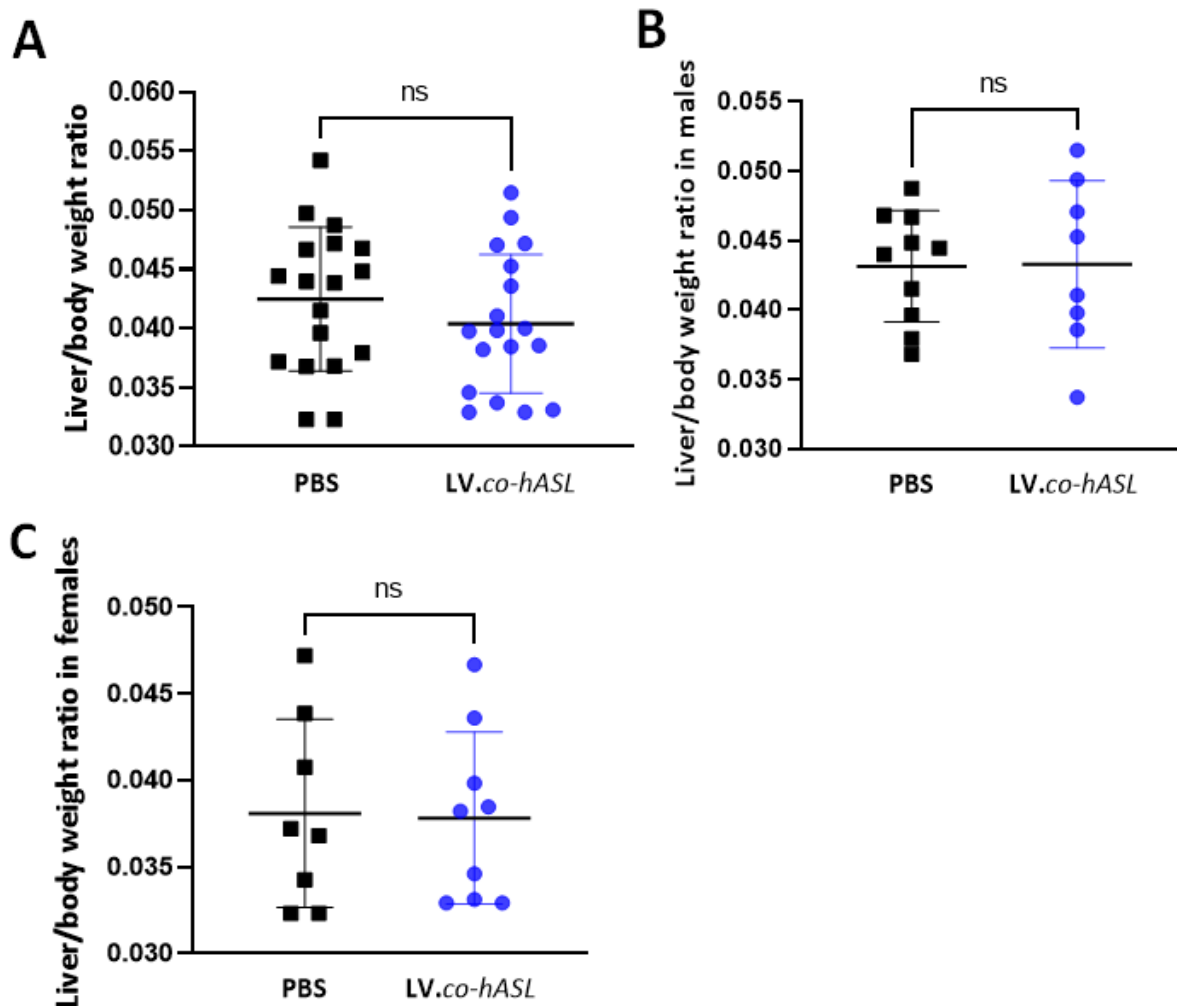 A
Liver/body weight ratio
0.060
0.055
0.050
0.045
0.040
0.035
0.030
ns
PBS
LV.co-hASL
B
Liver/body weight ratio in males
0.055
0.050
0.045
0.040
0.035
0.030
ns
PBS
LV.co-hASL
C
Liver/body weight ratio in females
0.050
0.045
0.040
0.035
0.030
ns
PBS
LV.co-hASL